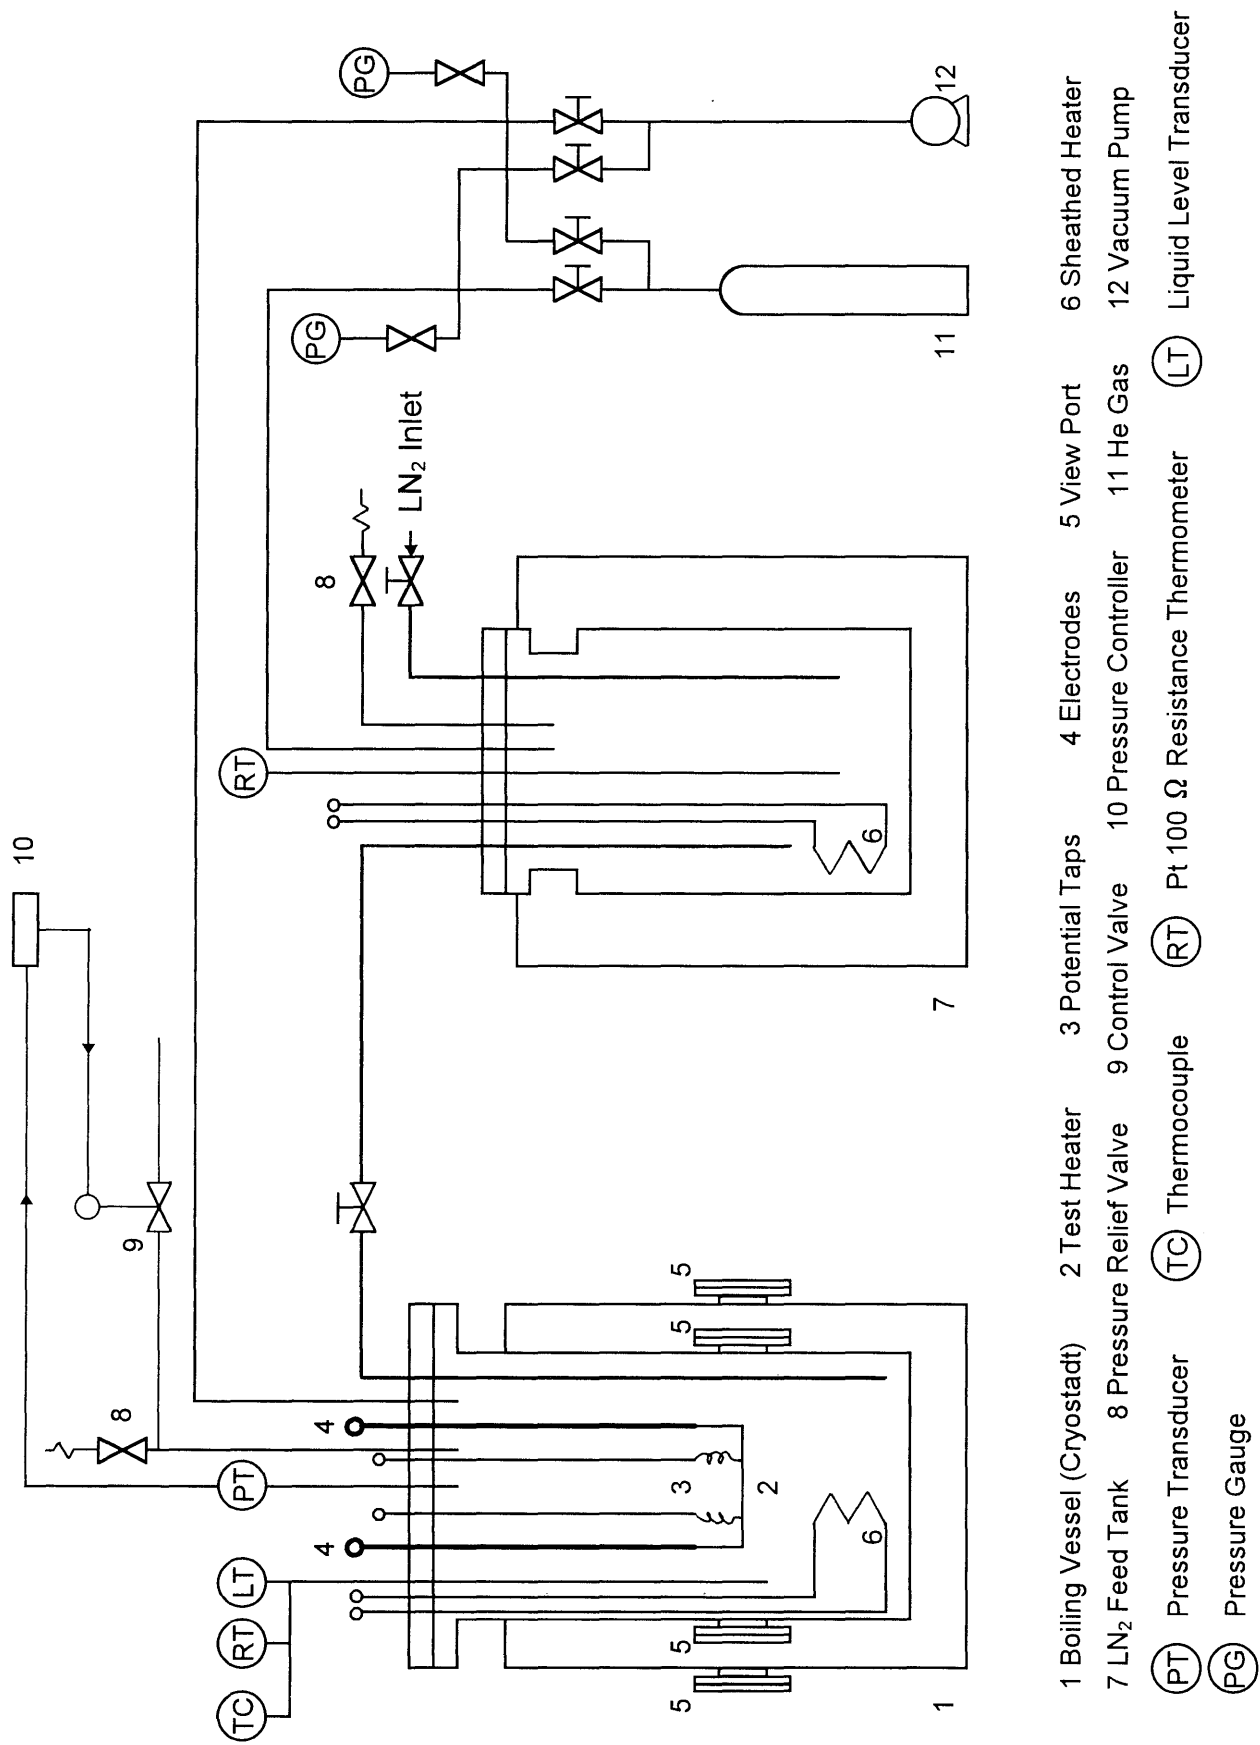 10
PG
PG
12
11
RT
8
LN₂ Inlet
9
8
PT
LT
RT
TC
4
4
3
2
5
5
5
5
6
6
1
7
1 Boiling Vessel (Cryostadt) 2 Test Heater 3 Potential Taps 4 Electrodes 5 View Port 6 Sheathed Heater
7 LN₂ Feed Tank 8 Pressure Relief Valve 9 Control Valve 10 Pressure Controller 11 He Gas 12 Vacuum Pump
PT Pressure Transducer TC Thermocouple RT Pt 100 Ω Resistance Thermometer LT Liquid Level Transducer
PG Pressure Gauge